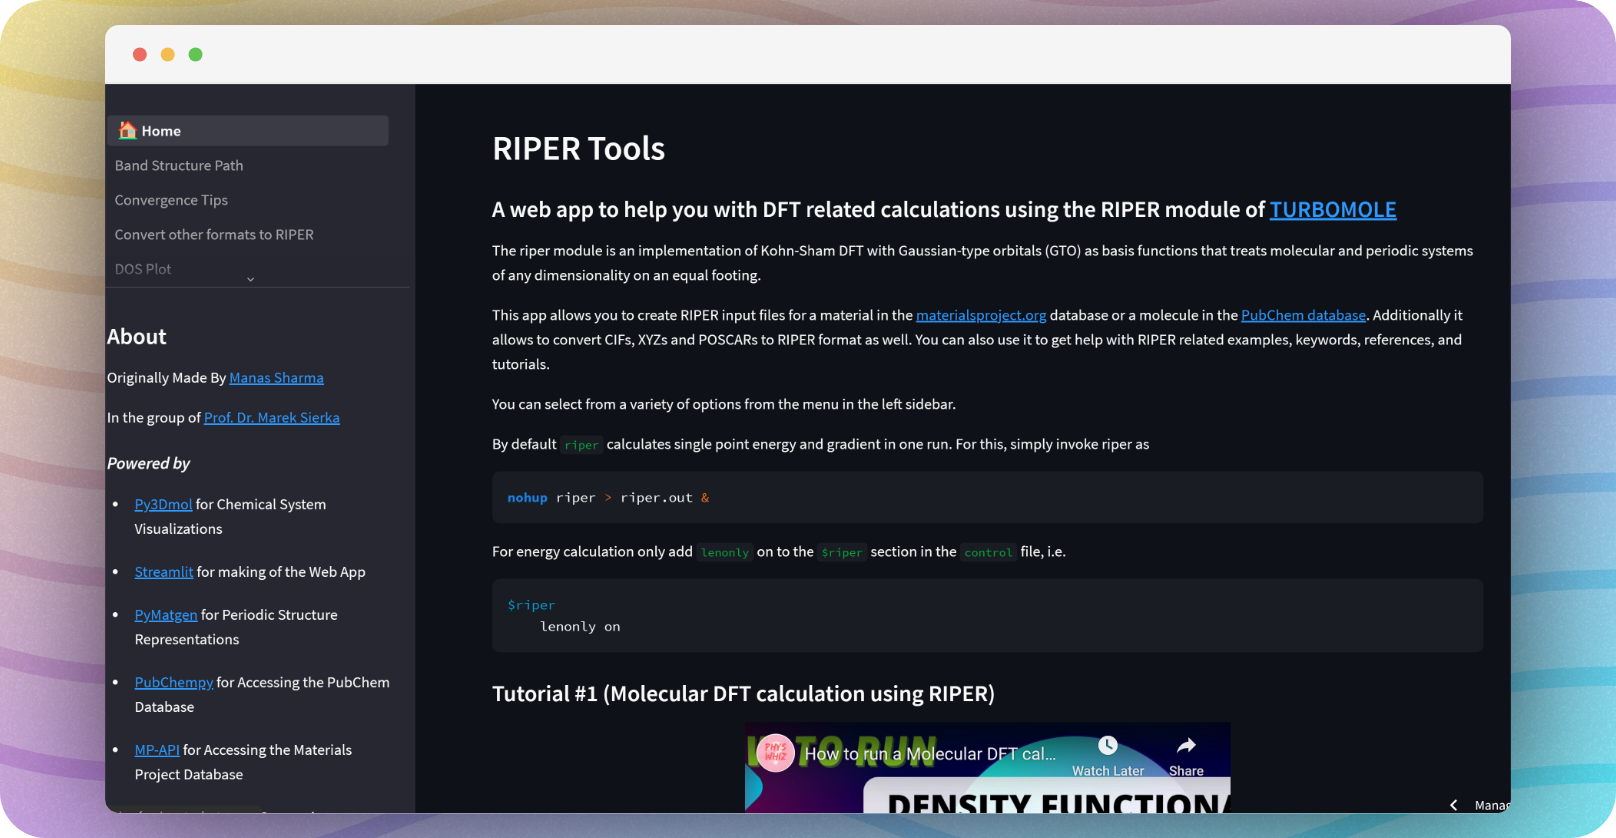 Home
Band Structure Path
Convergence Tips
Convert other formats to RIPER
DOS Plot
About
Originally Made By Manas Sharma
In the group of Prof. Dr. Marek Sierka
Powered by
Py3Dmol for Chemical System
Visualizations
Streamlit for making of the Web App
PyMatgen for Periodic Structure
Representations
PubChempy for Accessing the PubChem
Database
MP-API for Accessing the Materials
Project Database
RIPER Tools
A web app to help you with DFT related calculations using the RIPER module of TURBOMOLE
The riper module is an implementation of Kohn-Sham DFT with Gaussian-type orbitals (GTO) as basis functions that treats molecular and periodic systems
of any dimensionality on an equal footing.
This app allows you to create RIPER input files for a material in the materialsproject.org database or a molecule in the PubChem database. Additionally it
allows to convert CIFs, XYZs and POSCARs to RIPER format as well. You can also use it to get help with RIPER related examples, keywords, references, and
tutorials.
You can select from a variety of options from the menu in the left sidebar.
By default riper calculates single point energy and gradient in one run. For this, simply invoke riper as
nohup riper > riper.out &
For energy calculation only add lenonly on to the $riper section in the control file, i.e.
$riper
lenonly on
Tutorial #1 (Molecular DFT calculation using RIPER)
PHYS
WHIZ
How to run a Molecular DFT cal...
TO RUN
Watch Later
Share
DENSITY FUNCTIONA
Manag